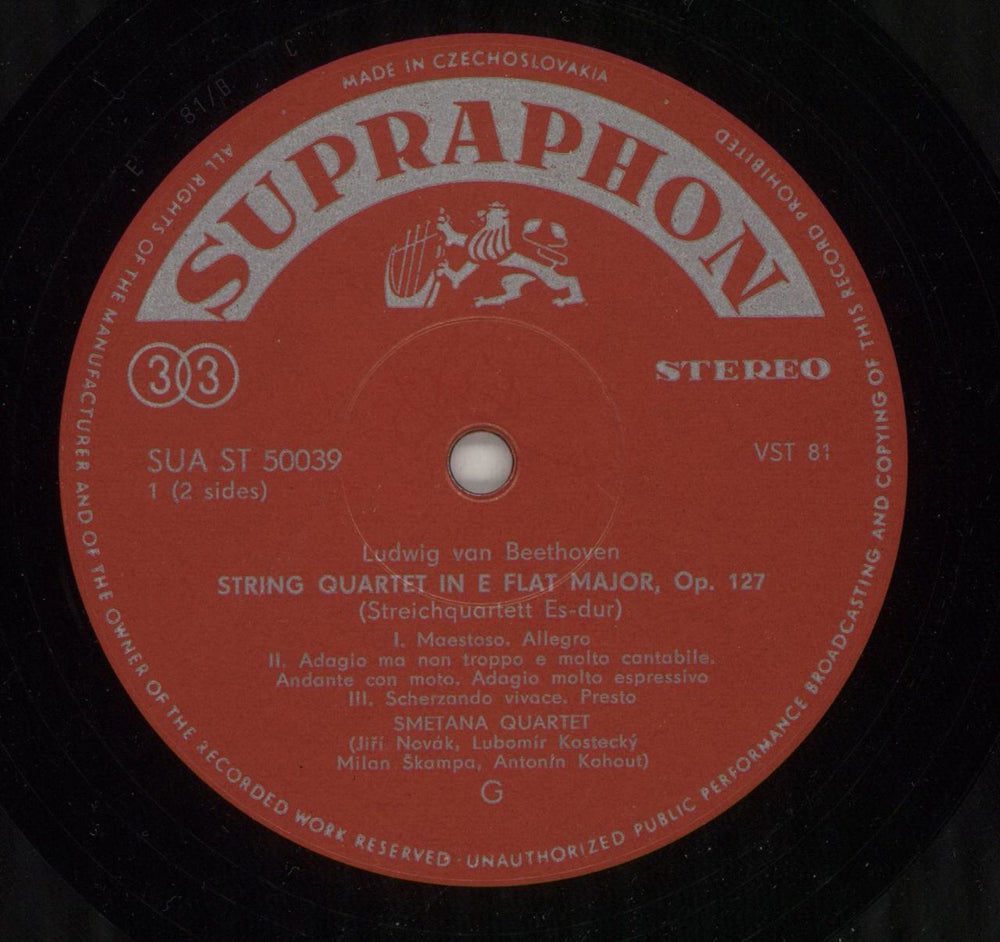 MADE IN CZECHOSLOVAKIA
ALL RIGHTS OF THE MANUFACTURER AND OF THE OWNER OF THE RECORDED WORK RESERVED · UNAUTHORIZED PUBLIC PERFORMANCE BROADCASTING AND COPYING OF THIS RECORD PROHIBITED
81/B
SUPRAPHON
33
STEREO
SUA ST 50039
VST 81
1 (2 sides)
Ludwig van Beethoven
STRING QUARTET IN E FLAT MAJOR, Op. 127
(Streichquartett Es-dur)
I. Maestoso. Allegro
II. Adagio ma non troppo e molto cantabile.
Andante con moto. Adagio molto espressivo
III. Scherzando vivace. Presto
SMETANA QUARTET
(Jiří Novák, Lubomír Kostecký
Milan Škampa, Antonín Kohout)
G